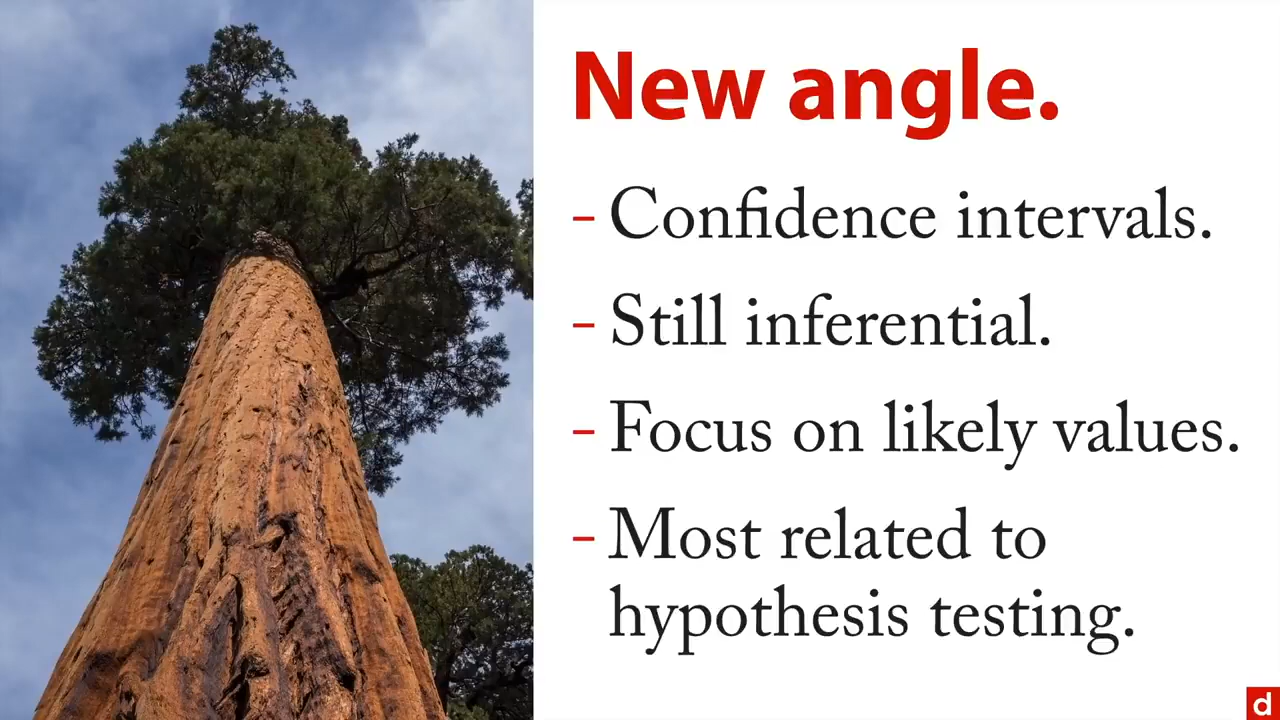 New angle.
– Confidence intervals.
– Still inferential.
– Focus on likely values.
– Most related to
hypothesis testing.
d